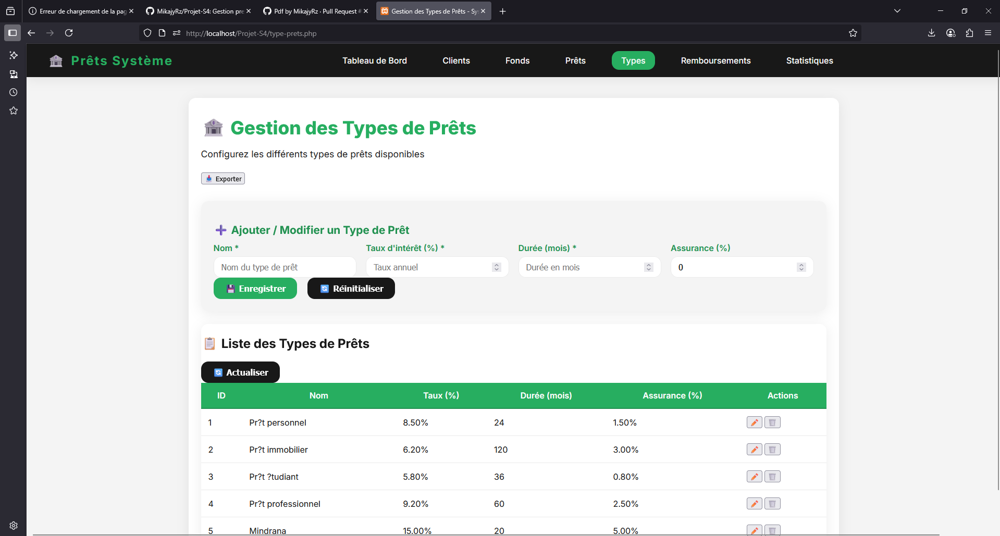 Erreur de chargement de la pag
MikajyRz/Projet-S4: Gestion pre
Pdf by MikajyRz · Pull Request #
Gestion des Types de Prêts - Sy
http://localhost/Projet-S4/type-prets.php
Prêts Système
Tableau de Bord
Clients
Fonds
Prêts
Types
Remboursements
Statistiques
Gestion des Types de Prêts
Configurez les différents types de prêts disponibles
Exporter
Ajouter / Modifier un Type de Prêt
Nom * Taux d'intérêt (%) * Durée (mois) * Assurance (%)
Nom du type de prêt Taux annuel Durée en mois 0
Enregistrer Réinitialiser
Liste des Types de Prêts
Actualiser
ID Nom Taux (%) Durée (mois) Assurance (%) Actions
1 Pr?t personnel 8.50% 24 1.50%
2 Pr?t immobilier 6.20% 120 3.00%
3 Pr?t ?tudiant 5.80% 36 0.80%
4 Pr?t professionnel 9.20% 60 2.50%
5 Mindrana 15.00% 20 5.00%